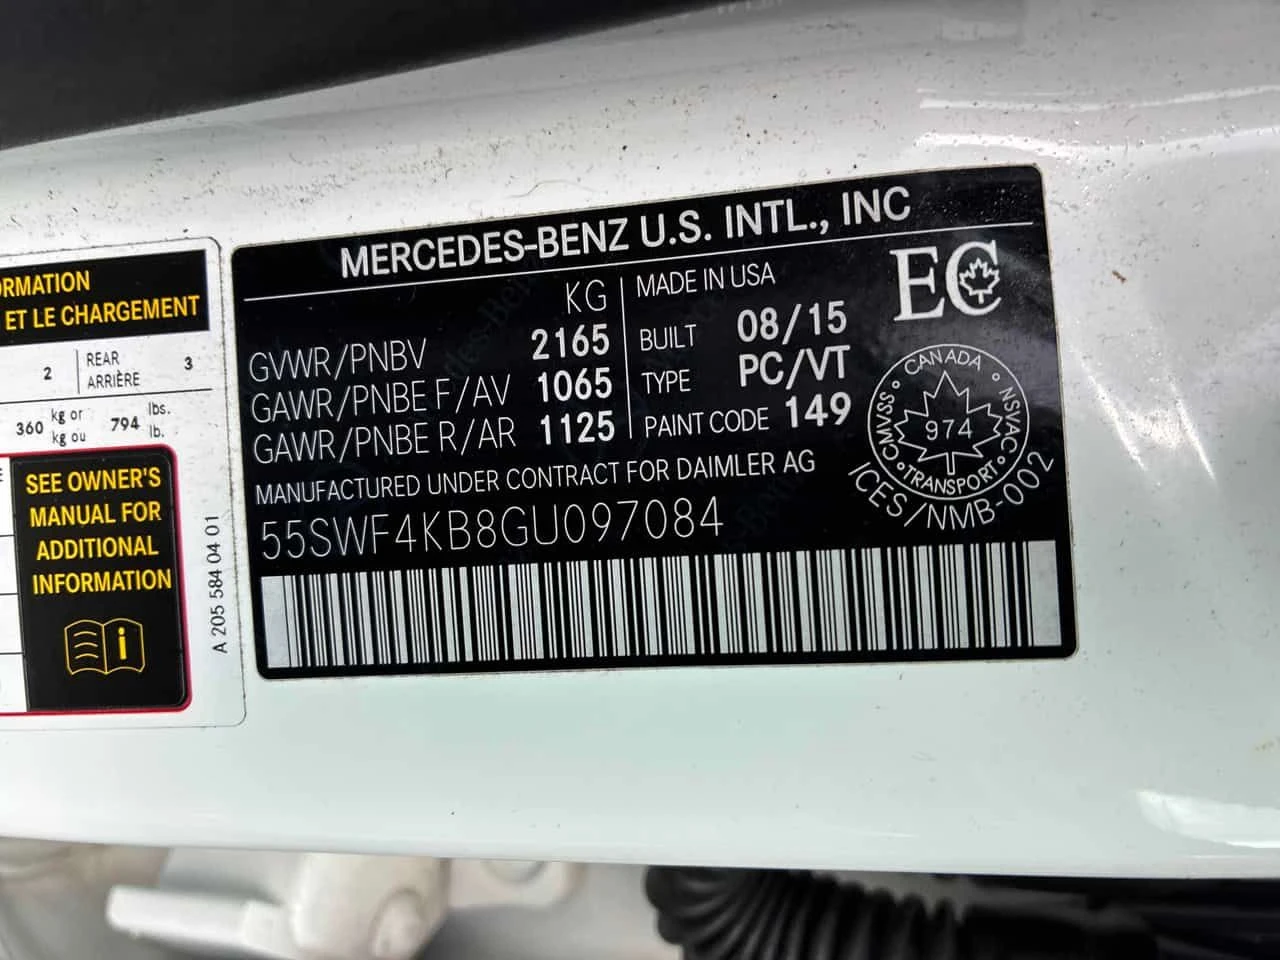 RMATION
ET LE CHARGEMENT
2 REAR ARRIÈRE 3
360 kg or kg ou 794 lbs. lb.
SEE OWNER'S
MANUAL FOR
ADDITIONAL
INFORMATION
i
A 205 584 04 01
MERCEDES-BENZ U.S. INTL., INC
KG
GVWR/PNBV 2165
GAWR/PNBE F/AV 1065
GAWR/PNBE R/AR 1125
MADE IN USA
BUILT 08/15
TYPE PC/VT
PAINT CODE 149
MANUFACTURED UNDER CONTRACT FOR DAIMLER AG
55SWF4KB8GU097084
EC
CANADA
CMVSS NSVAC
974
TRANSPORT
ICES/NMB-002